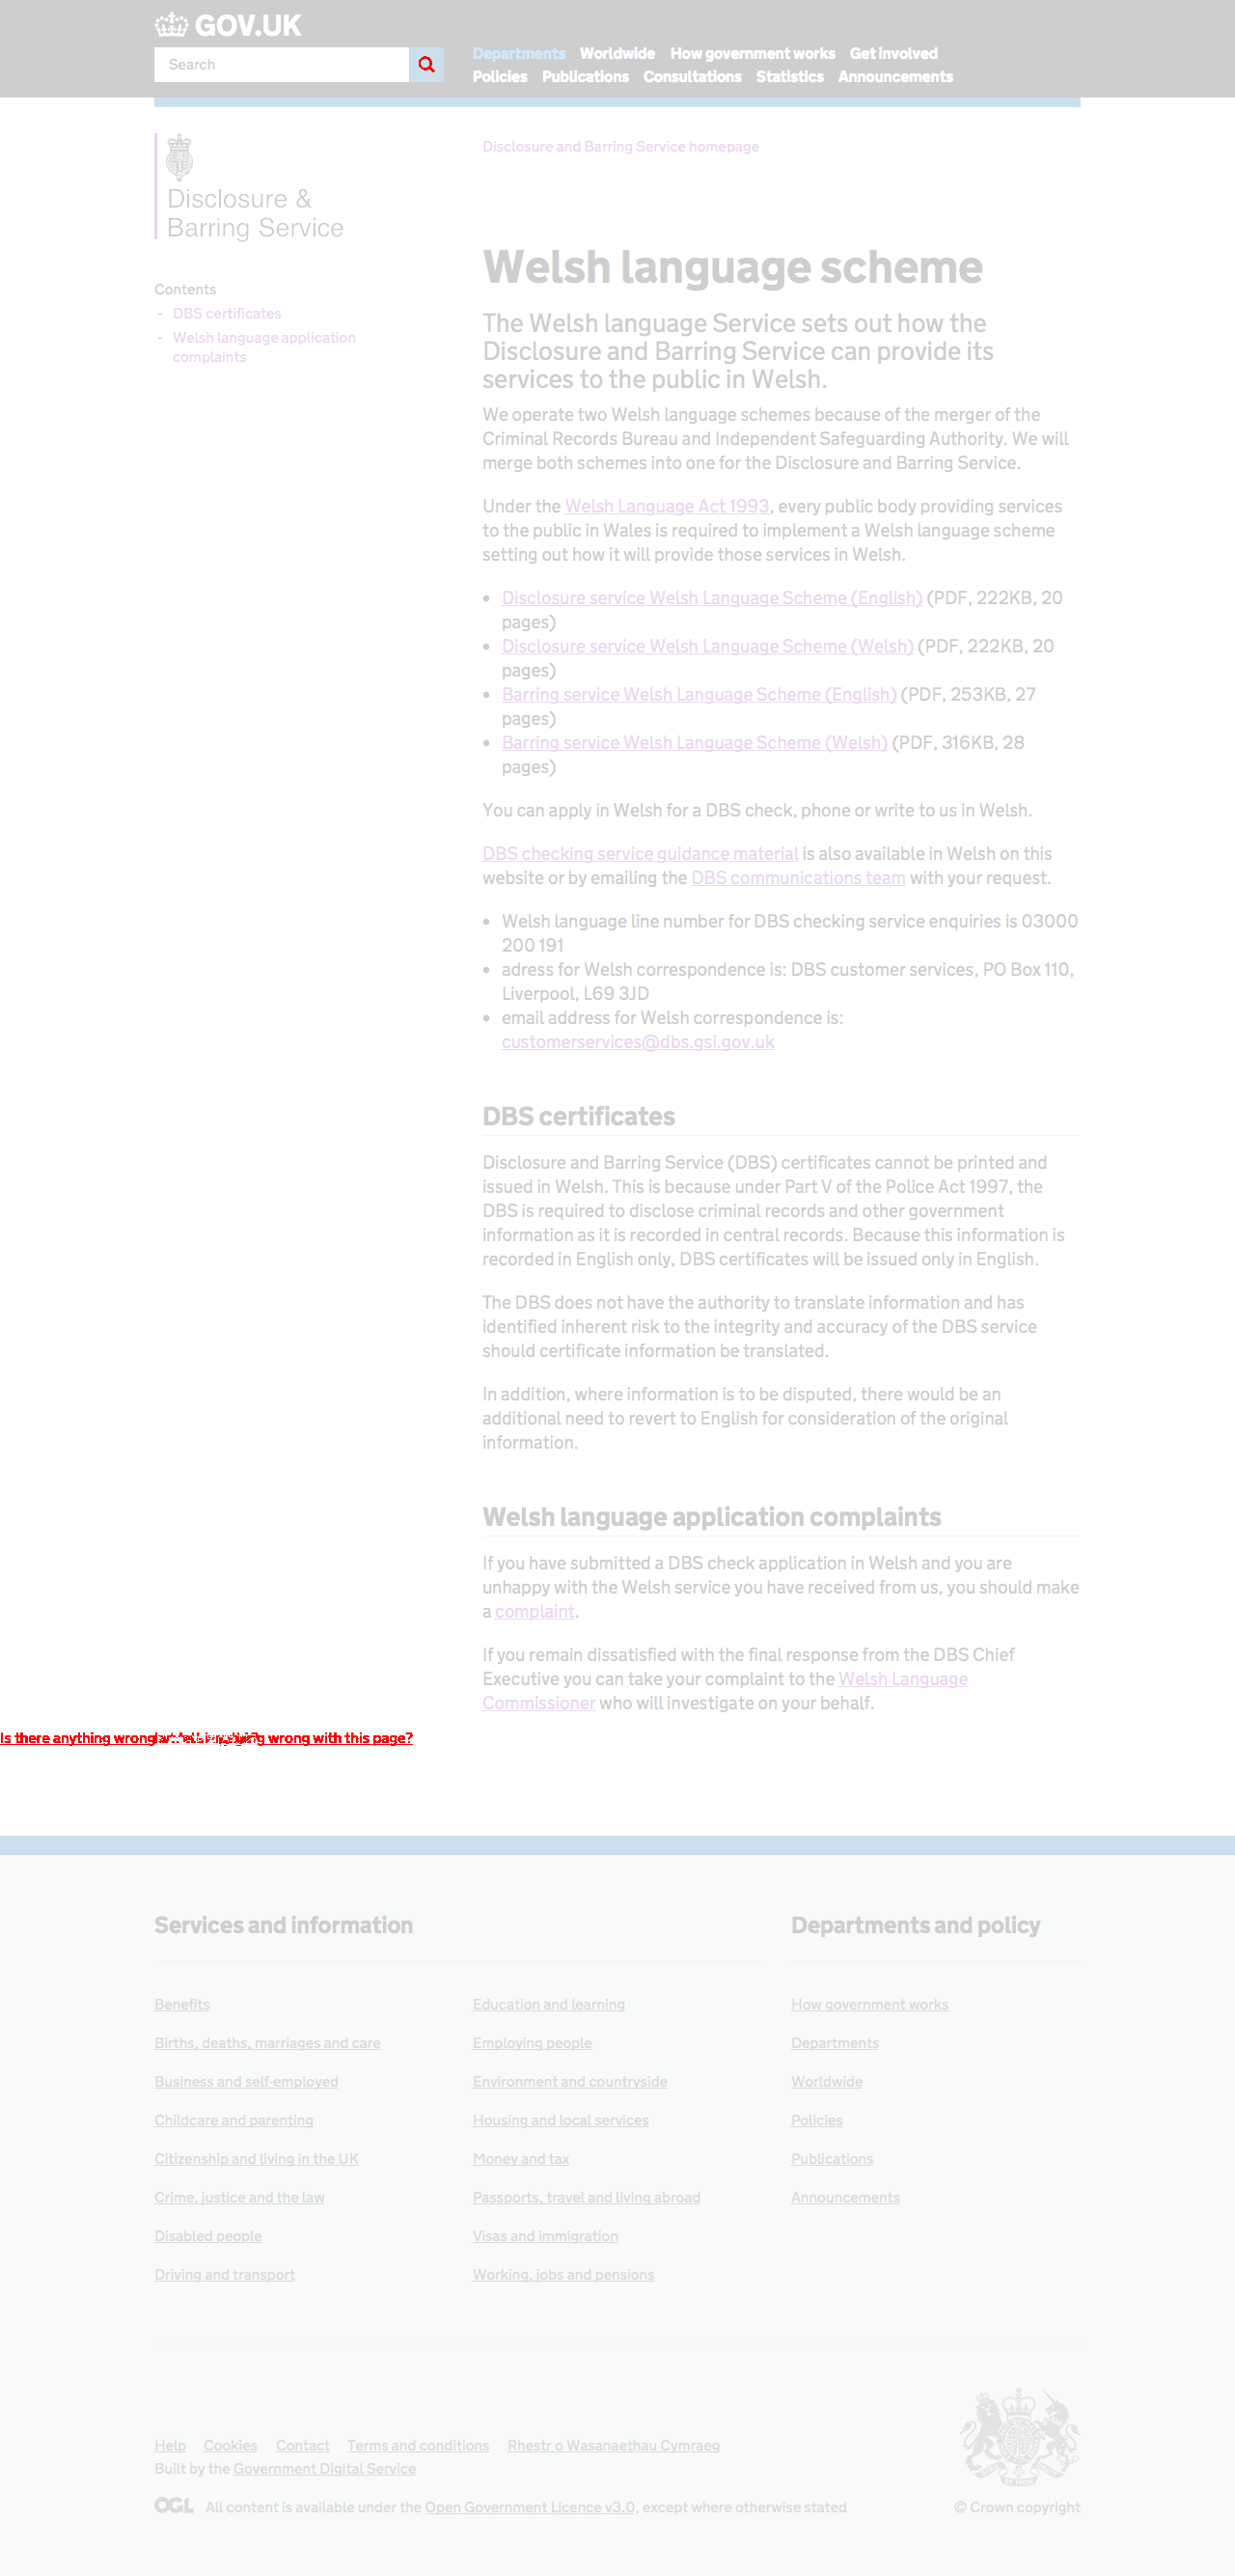 GOV.UK
Search
Departments Worldwide How government works Get involved
Policies Publications Consultations Statistics Announcements
Disclosure and Barring Service homepage
Disclosure &
Barring Service
Contents
- DBS certificates
- Welsh language application
complaints
Welsh language scheme
The Welsh language Service sets out how the
Disclosure and Barring Service can provide its
services to the public in Welsh.
We operate two Welsh language schemes because of the merger of the
Criminal Records Bureau and Independent Safeguarding Authority. We will
merge both schemes into one for the Disclosure and Barring Service.
Under the Welsh Language Act 1993, every public body providing services
to the public in Wales is required to implement a Welsh language scheme
setting out how it will provide those services in Welsh.
• Disclosure service Welsh Language Scheme (English) (PDF, 222KB, 20
pages)
• Disclosure service Welsh Language Scheme (Welsh) (PDF, 222KB, 20
pages)
• Barring service Welsh Language Scheme (English) (PDF, 253KB, 27
pages)
• Barring service Welsh Language Scheme (Welsh) (PDF, 316KB, 28
pages)
You can apply in Welsh for a DBS check, phone or write to us in Welsh.
DBS checking service guidance material is also available in Welsh on this
website or by emailing the DBS communications team with your request.
• Welsh language line number for DBS checking service enquiries is 03000
200 191
• adress for Welsh correspondence is: DBS customer services, PO Box 110,
Liverpool, L69 3JD
• email address for Welsh correspondence is:
customerservices@dbs.gsi.gov.uk
DBS certificates
Disclosure and Barring Service (DBS) certificates cannot be printed and
issued in Welsh. This is because under Part V of the Police Act 1997, the
DBS is required to disclose criminal records and other government
information as it is recorded in central records. Because this information is
recorded in English only, DBS certificates will be issued only in English.
The DBS does not have the authority to translate information and has
identified inherent risk to the integrity and accuracy of the DBS service
should certificate information be translated.
In addition, where information is to be disputed, there would be an
additional need to revert to English for consideration of the original
information.
Welsh language application complaints
If you have submitted a DBS check application in Welsh and you are
unhappy with the Welsh service you have received from us, you should make
a complaint.
If you remain dissatisfied with the final response from the DBS Chief
Executive you can take your complaint to the Welsh Language
Commissioner who will investigate on your behalf.
Is there anything wrong wrong with this page?
Services and information
Departments and policy
Benefits Education and learning How government works
Births, deaths, marriages and care Employing people Departments
Business and self-employed Environment and countryside Worldwide
Childcare and parenting Housing and local services Policies
Citizenship and living in the UK Money and tax Publications
Crime, justice and the law Passports, travel and living abroad Announcements
Disabled people Visas and immigration
Driving and transport Working, jobs and pensions
Help Cookies Contact Terms and conditions Rhestr o Wasanaethau Cymraeg
Built by the Government Digital Service
OGL All content is available under the Open Government Licence v3.0, except where otherwise stated
© Crown copyright